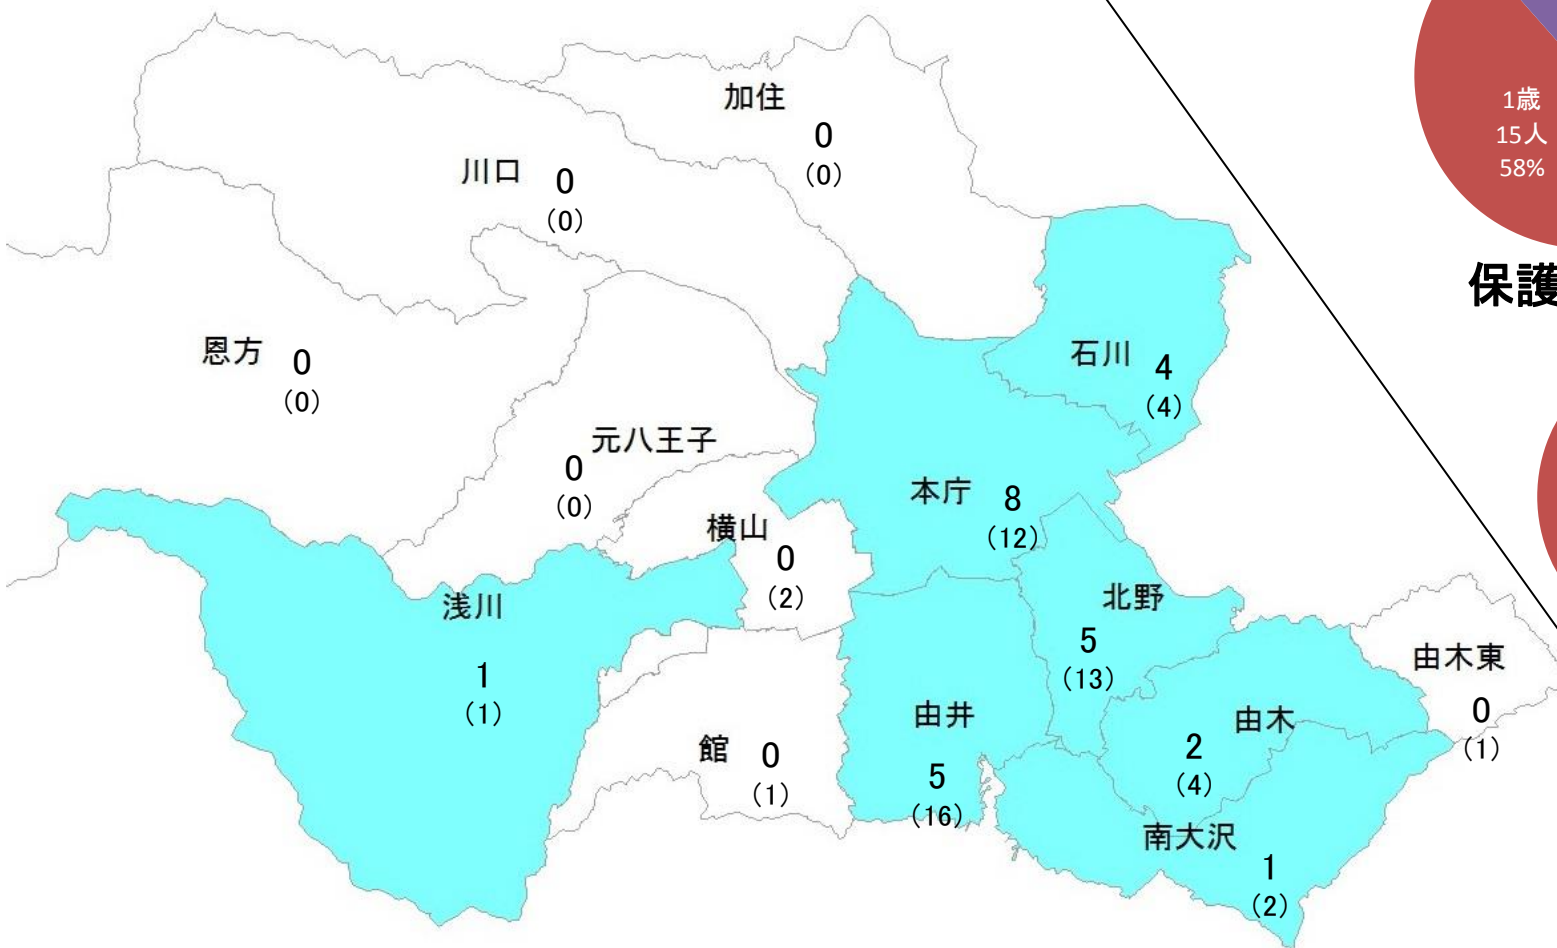 加住
0
(0)
川口
0
(0)
1歳
15人
58%
保護
恩方
0
(0)
石川
4
(4)
元八王子
0
(0)
本庁
8
(12)
横山
0
(2)
浅川
1
(1)
北野
5
(13)
由木東
0
(1)
由井
5
(16)
由木
2
(4)
館
0
(1)
南大沢
1
(2)